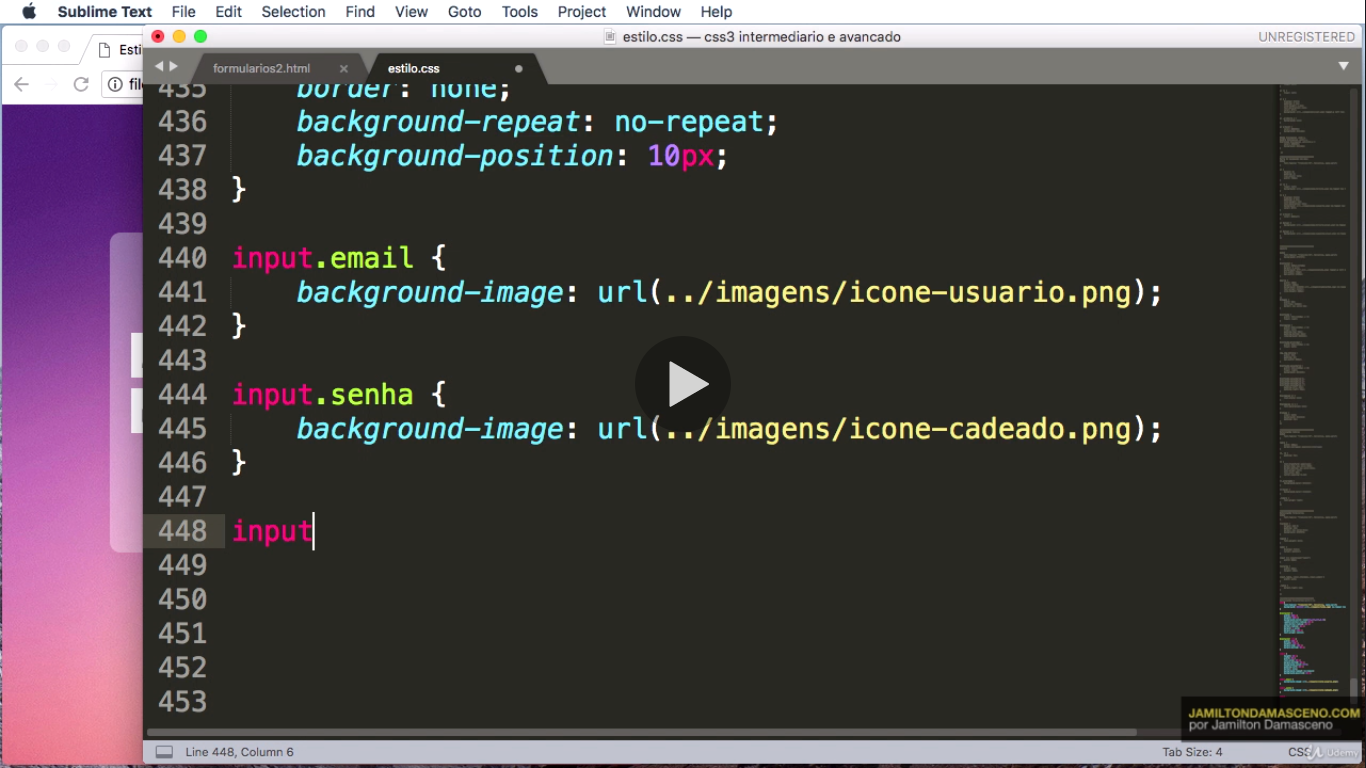 Sublime Text File Edit Selection Find View Goto Tools Project Window Help
Esti
estilo.css — css3 intermediario e avancado
UNREGISTERED
formularios2.html
estilo.css
file
435 border: none;
436 background-repeat: no-repeat;
437 background-position: 10px;
438 }
439
440 input.email {
441 background-image: url(../imagens/icone-usuario.png);
442 }
443
444 input.senha {
445 background-image: url(../imagens/icone-cadeado.png);
446 }
447
448 input
449
450
451
452
453
JAMILTONDAMASCENO.COM
por Jamilton Damasceno
Line 448, Column 6
Tab Size: 4
CSS
Udemy